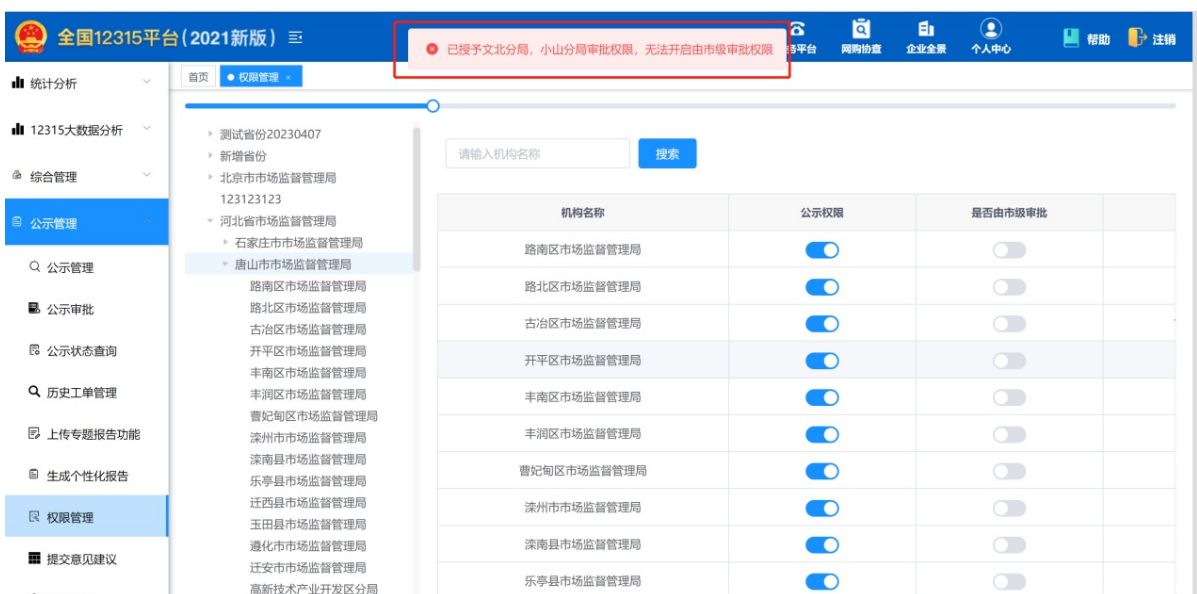 全国12315平台(2021新版)
已授予文北分局，小山分局审批权限，无法开启由市级审批权限
务平台
网购协查
企业全景
个人中心
帮助
注销
统计分析
12315大数据分析
综合管理
公示管理
公示管理
公示审批
公示状态查询
历史工单管理
上传专题报告功能
生成个性化报告
权限管理
提交意见建议
首页
权限管理 ×
测试省份20230407
新增省份
北京市市场监督管理局
123123123
河北省市场监督管理局
石家庄市市场监督管理局
唐山市市场监督管理局
路南区市场监督管理局
路北区市场监督管理局
古冶区市场监督管理局
开平区市场监督管理局
丰南区市场监督管理局
丰润区市场监督管理局
曹妃甸区市场监督管理局
滦州市市场监督管理局
滦南县市场监督管理局
乐亭县市场监督管理局
迁西县市场监督管理局
玉田县市场监督管理局
遵化市市场监督管理局
迁安市市场监督管理局
高新技术产业开发区分局
请输入机构名称 搜索
机构名称 公示权限 是否由市级审批
路南区市场监督管理局
路北区市场监督管理局
古冶区市场监督管理局
开平区市场监督管理局
丰南区市场监督管理局
丰润区市场监督管理局
曹妃甸区市场监督管理局
滦州市市场监督管理局
滦南县市场监督管理局
乐亭县市场监督管理局